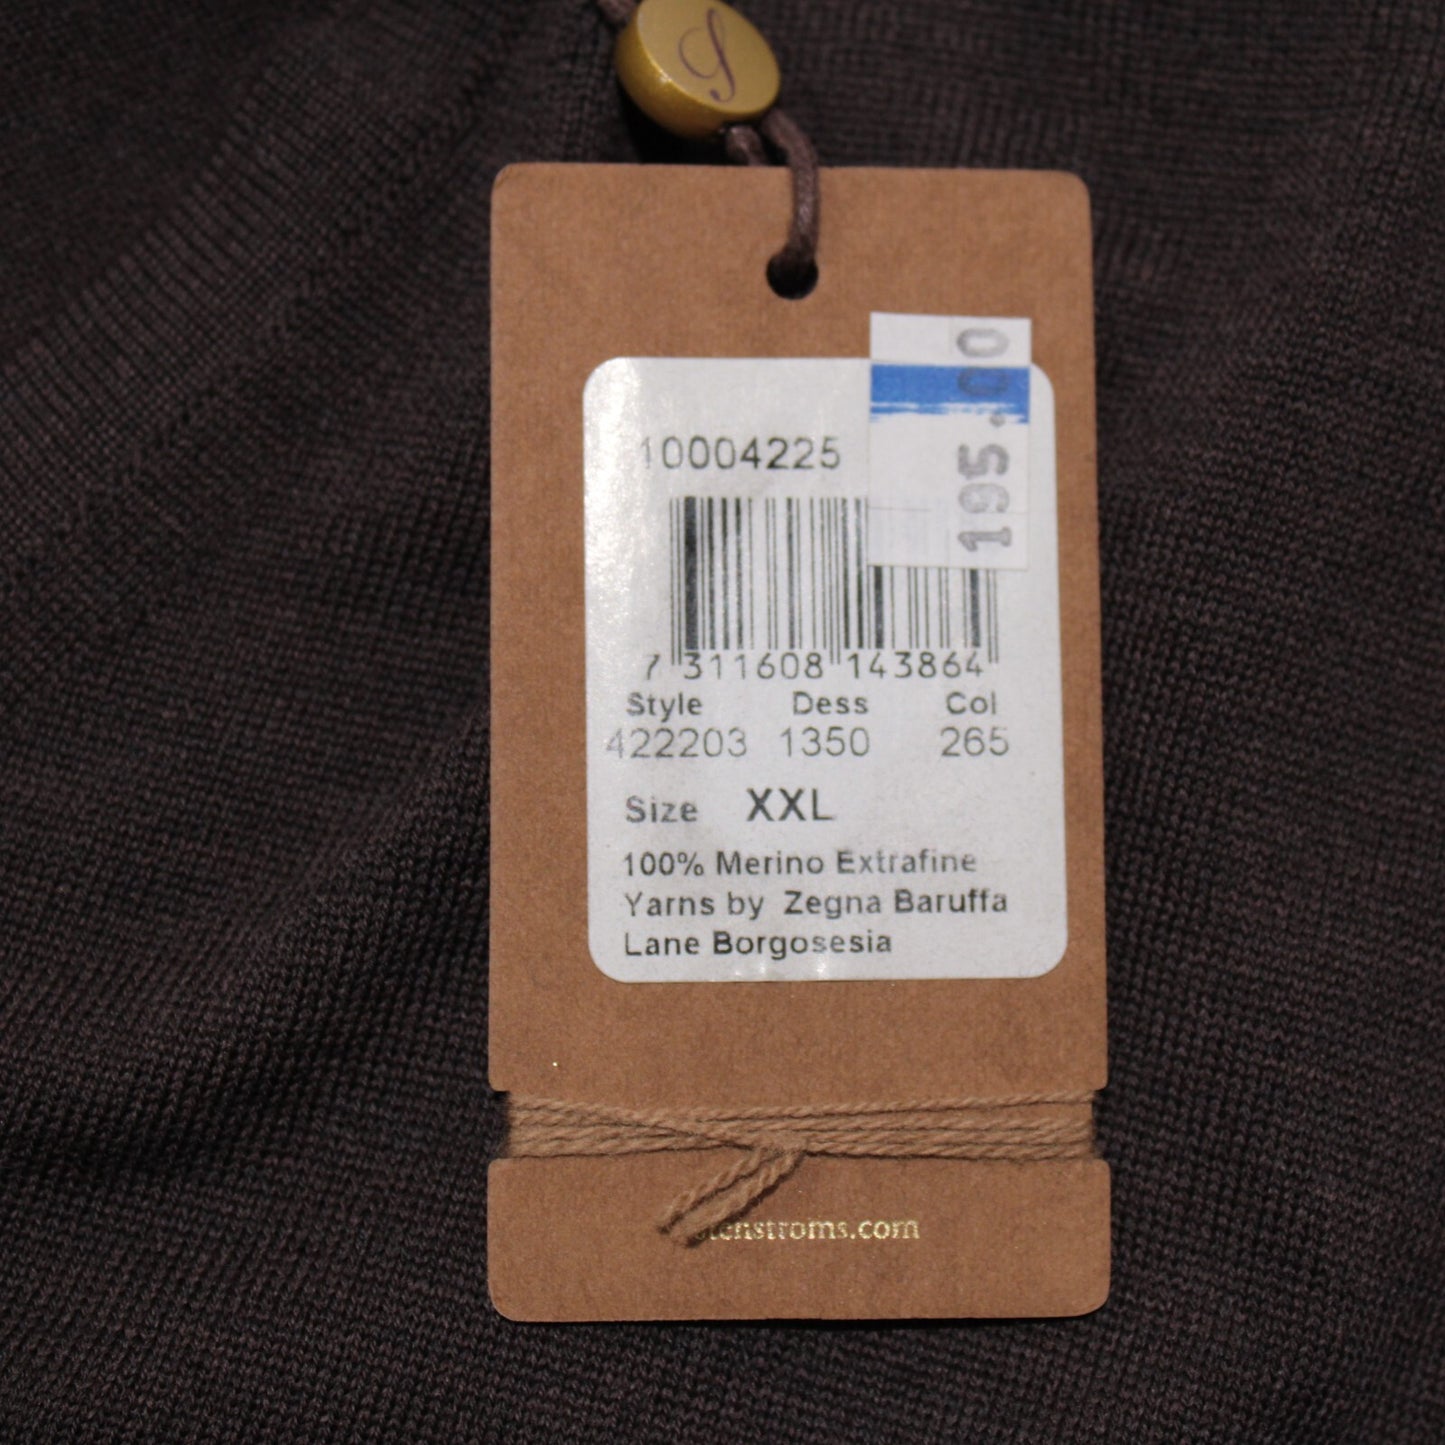 S
195.00
10004225
7 311608 143864
Style Dess Col
422203 1350 265
Size XXL
100% Merino Extrafine
Yarns by Zegna Baruffa
Lane Borgosesia